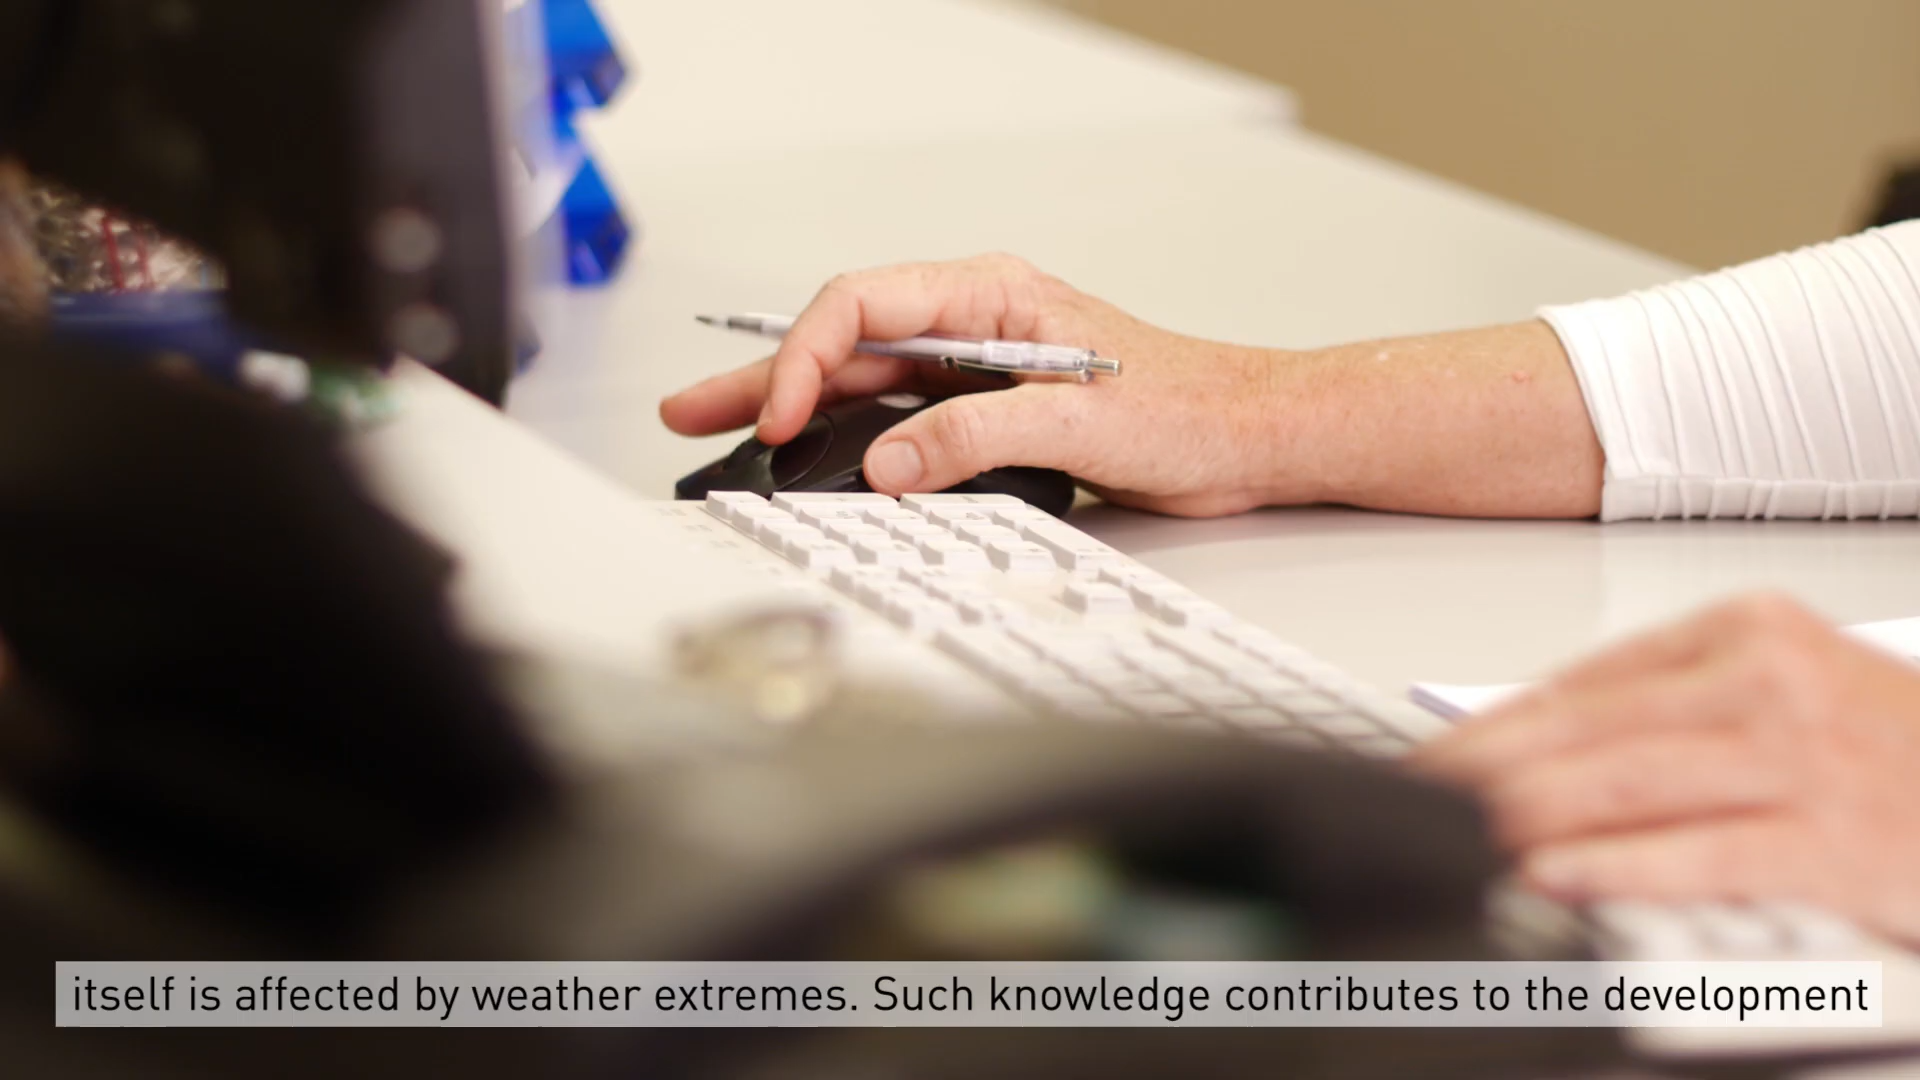 itself is affected by weather extremes. Such knowledge contributes to the development